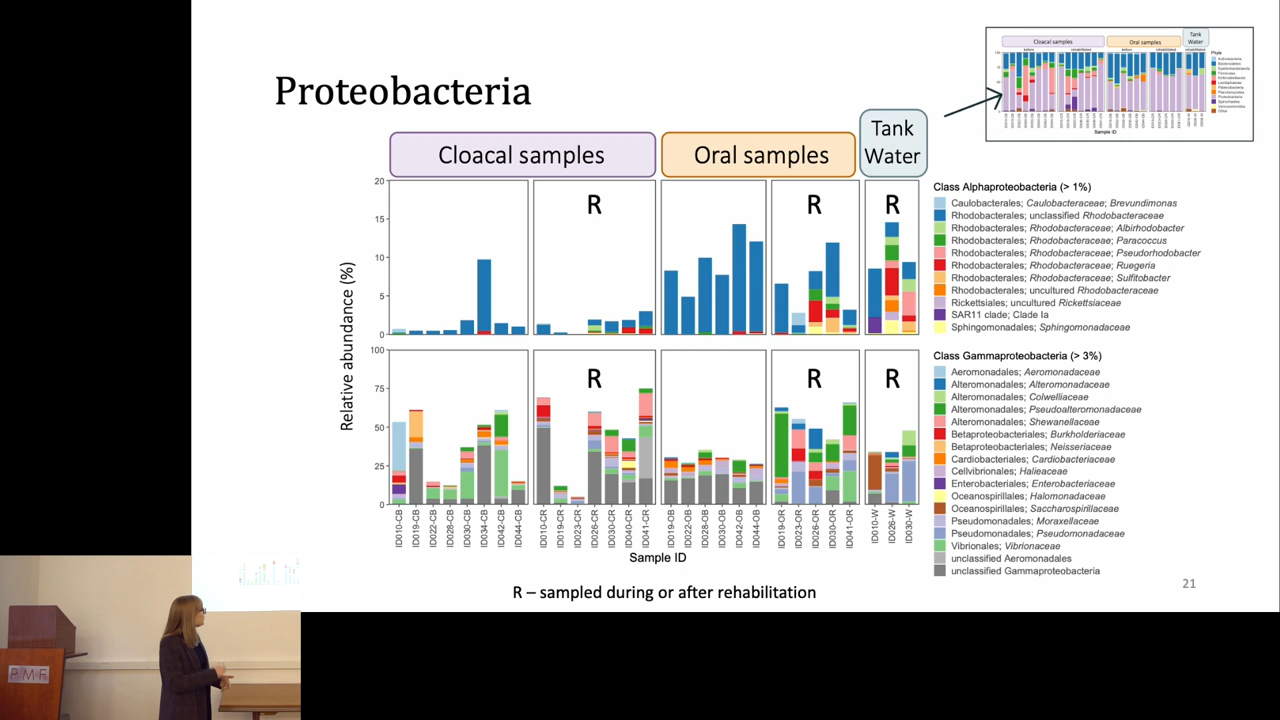 Proteobacteria
Cloacal samples
Oral samples
Tank
Water
Cloacal samples
Oral samples
Tank
Water
before
rehabilitated
before
rehabilitated
rehabilitated
Sample ID
Relative abundance (%)
20
15
10
5
0
R
R
R
100
75
50
25
0
R
R
R
ID010-CB
ID019-CB
ID022-CB
ID028-CB
ID030-CB
ID034-CB
ID042-CB
ID044-CB
ID010-CR
ID019-CR
ID023-CR
ID026-CR
ID030-CR
ID040-CR
ID041-CR
ID019-OB
ID022-OB
ID028-OB
ID030-OB
ID042-OB
ID044-OB
ID019-OR
ID023-OR
ID026-OR
ID030-OR
ID041-OR
ID010-W
ID026-W
ID030-W
Sample ID
Class Alphaproteobacteria (> 1%)
Caulobacterales; Caulobacteraceae; Brevundimonas
Rhodobacterales; unclassified Rhodobacteraceae
Rhodobacterales; Rhodobacteraceae; Albirhodobacter
Rhodobacterales; Rhodobacteraceae; Paracoccus
Rhodobacterales; Rhodobacteraceae; Pseudorhodobacter
Rhodobacterales; Rhodobacteraceae; Ruegeria
Rhodobacterales; Rhodobacteraceae; Sulfitobacter
Rhodobacterales; uncultured Rhodobacteraceae
Rickettsiales; uncultured Rickettsiaceae
SAR11 clade; Clade Ia
Sphingomonadales; Sphingomonadaceae
Class Gammaproteobacteria (> 3%)
Aeromonadales; Aeromonadaceae
Alteromonadales; Alteromonadaceae
Alteromonadales; Colwelliaceae
Alteromonadales; Pseudoalteromonadaceae
Alteromonadales; Shewanellaceae
Betaproteobacteriales; Burkholderiaceae
Betaproteobacteriales; Neisseriaceae
Cardiobacteriales; Cardiobacteriaceae
Cellvibrionales; Halieaceae
Enterobacteriales; Enterobacteriaceae
Oceanospirillales; Halomonadaceae
Oceanospirillales; Saccharospirillaceae
Pseudomonadales; Moraxellaceae
Pseudomonadales; Pseudomonadaceae
Vibrionales; Vibrionaceae
unclassified Aeromonadales
unclassified Gammaproteobacteria
R – sampled during or after rehabilitation
21
PMF